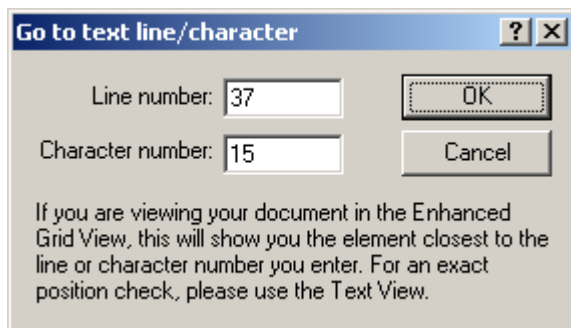 Go to text line/character
Line number: 37
OK
Character number: 15
Cancel
If you are viewing your document in the Enhanced
Grid View, this will show you the element closest to the
line or character number you enter. For an exact
position check, please use the Text View.